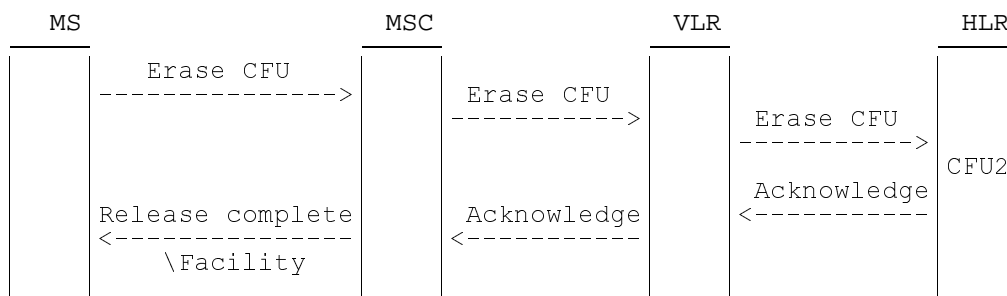 MS MSC VLR HLR
Erase CFU
Erase CFU
Erase CFU
CFU2
Acknowledge
Release complete Acknowledge
\Facility